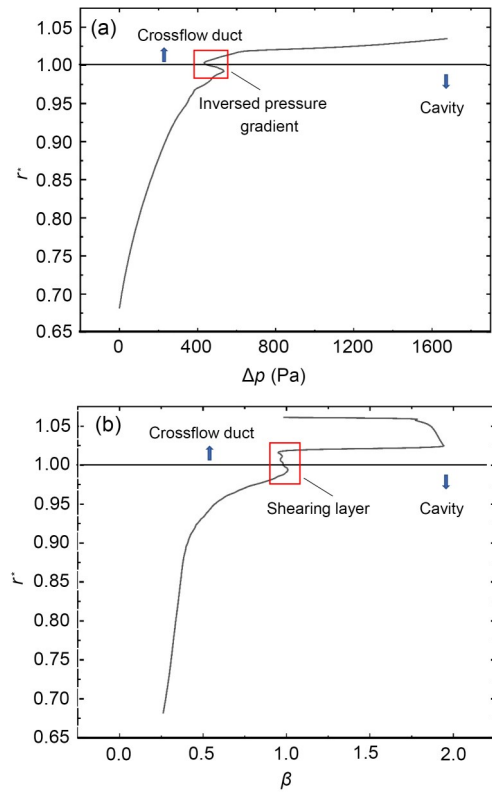 (a)
Crossflow duct
Inversed pressure
gradient
Cavity
1.05
1.00
0.95
0.90
0.85
0.80
0.75
0.70
0.65
r*
0
400
800
1200
1600
Δp (Pa)
(b)
Crossflow duct
Shearing layer
Cavity
1.05
1.00
0.95
0.90
0.85
0.80
0.75
0.70
0.65
r*
0.0
0.5
1.0
1.5
2.0
β